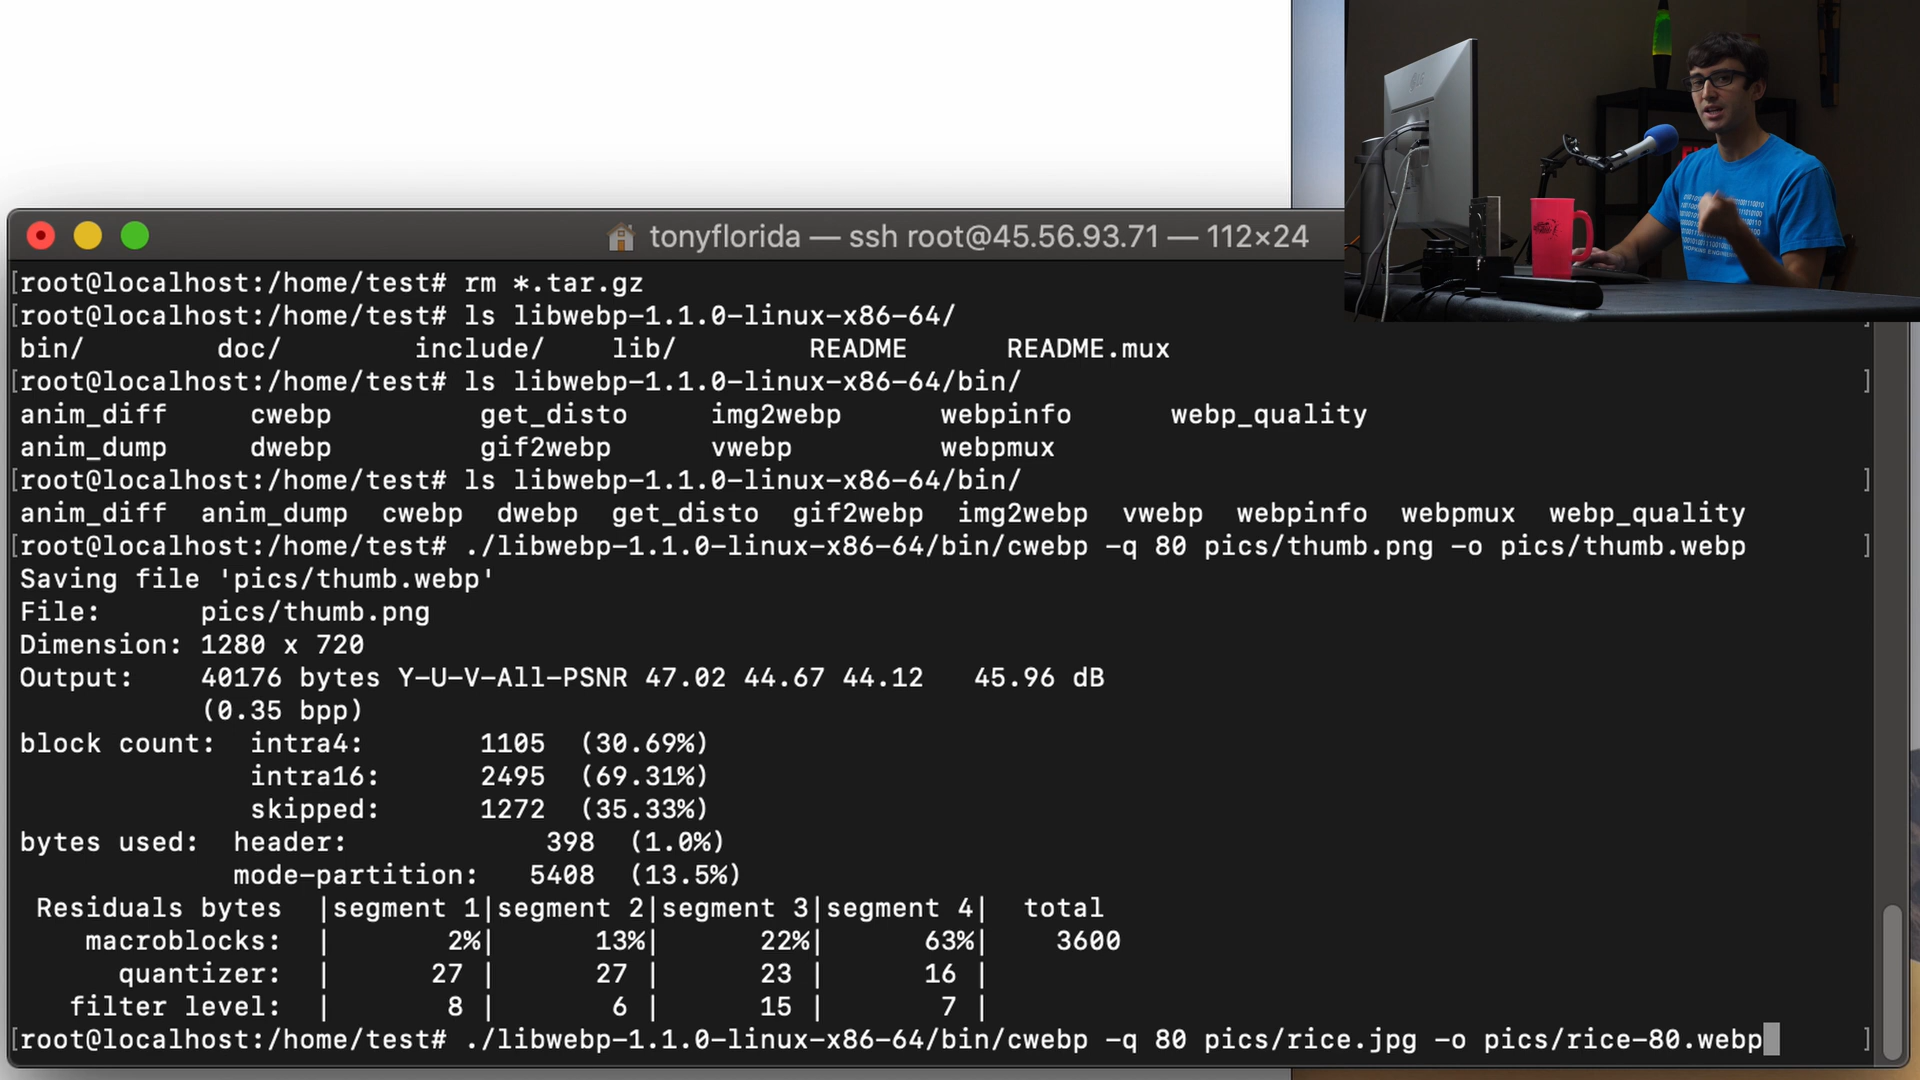 tonyflorida — ssh root@45.56.93.71 — 112×24
[root@localhost:/home/test# rm *.tar.gz
[root@localhost:/home/test# ls libwebp-1.1.0-linux-x86-64/ ]
bin/ doc/ include/ lib/ README README.mux
[root@localhost:/home/test# ls libwebp-1.1.0-linux-x86-64/bin/ ]
anim_diff cwebp get_disto img2webp webpinfo webp_quality
anim_dump dwebp gif2webp vwebp webpmux
[root@localhost:/home/test# ls libwebp-1.1.0-linux-x86-64/bin/ ]
anim_diff anim_dump cwebp dwebp get_disto gif2webp img2webp vwebp webpinfo webpmux webp_quality
[root@localhost:/home/test# ./libwebp-1.1.0-linux-x86-64/bin/cwebp -q 80 pics/thumb.png -o pics/thumb.webp ]
Saving file 'pics/thumb.webp'
File: pics/thumb.png
Dimension: 1280 x 720
Output: 40176 bytes Y-U-V-All-PSNR 47.02 44.67 44.12 45.96 dB
(0.35 bpp)
block count: intra4: 1105 (30.69%)
intra16: 2495 (69.31%)
skipped: 1272 (35.33%)
bytes used: header: 398 (1.0%)
mode-partition: 5408 (13.5%)
Residuals bytes |segment 1|segment 2|segment 3|segment 4| total
macroblocks: | 2%| 13%| 22%| 63%| 3600
quantizer: | 27 | 27 | 23 | 16 |
filter level: | 8 | 6 | 15 | 7 |
[root@localhost:/home/test# ./libwebp-1.1.0-linux-x86-64/bin/cwebp -q 80 pics/rice.jpg -o pics/rice-80.webp ]